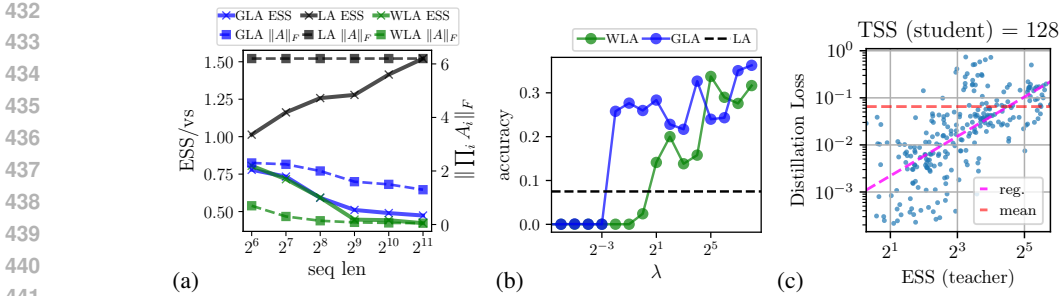 432
433
434
435
436
437
438
439
440
441
GLA ESS LA ESS WLA ESS
GLA ‖A‖F LA ‖A‖F WLA ‖A‖F
ESS/vs
1.50
1.25
1.00
0.75
0.50
6
4
2
0
‖∏i Ai‖F
2^6 2^7 2^8 2^9 2^10 2^11
seq len
(a)
WLA GLA LA
accuracy
0.3
0.2
0.1
0.0
2^−3 2^1 2^5
λ
(b)
TSS (student) = 128
Distillation Loss
10^0
10^−1
10^−2
10^−3
reg.
mean
2^1 2^3 2^5
ESS (teacher)
(c)